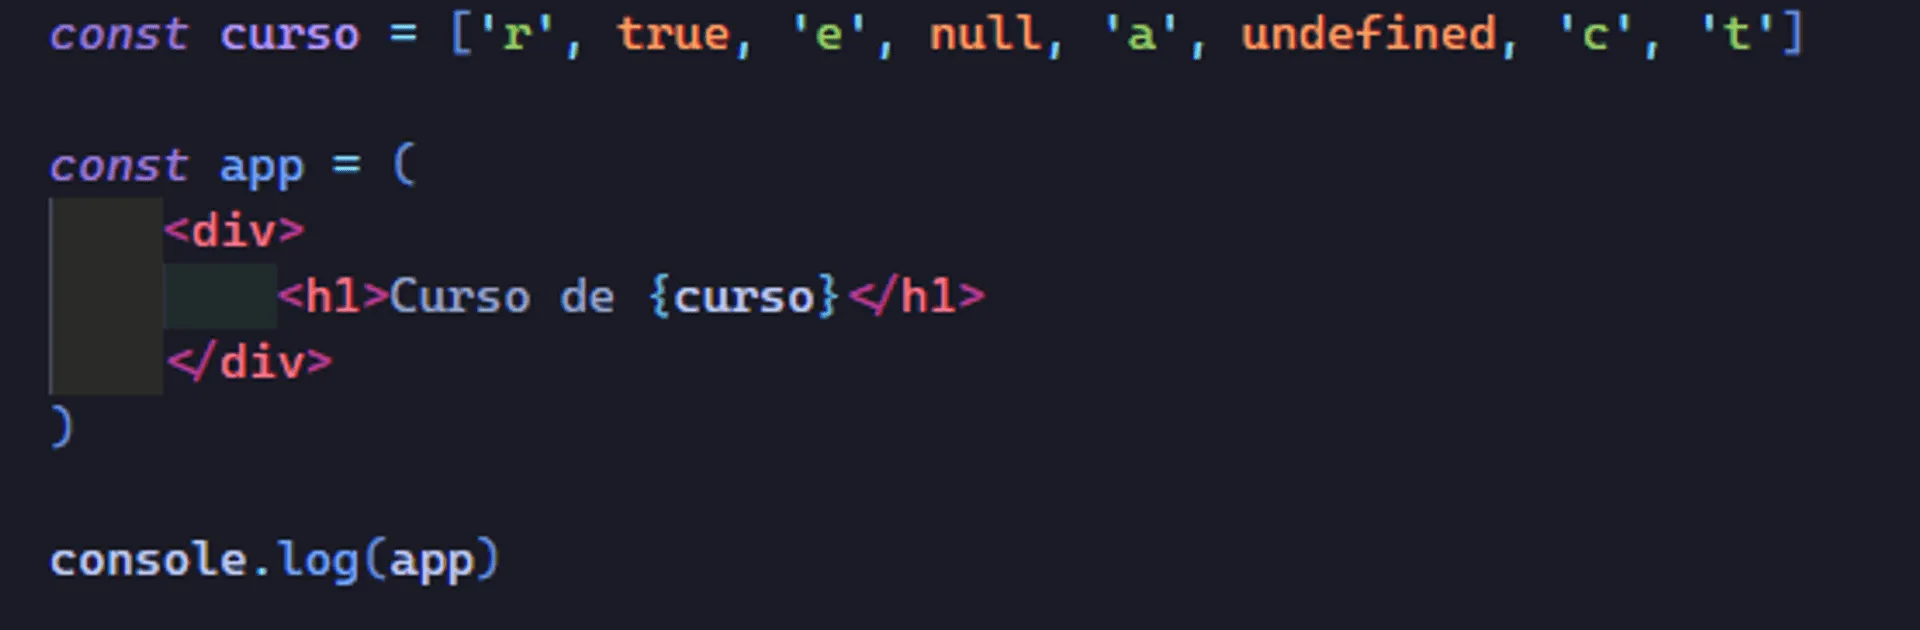 const curso = ['r', true, 'e', null, 'a', undefined, 'c', 't']
const app = (
<div>
<h1>Curso de {curso}</h1>
</div>
)
console.log(app)